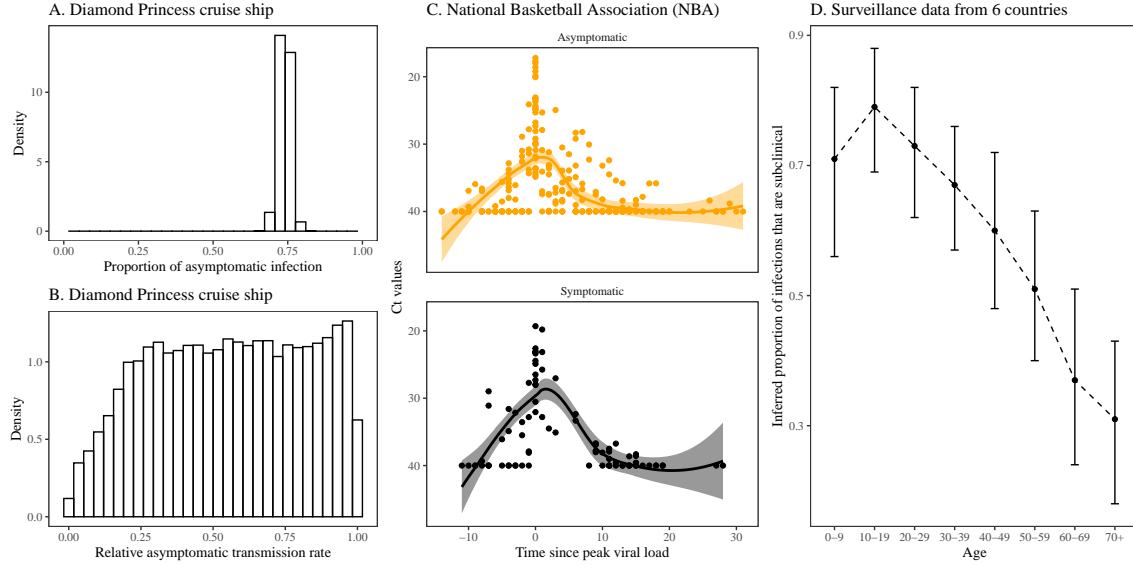 A. Diamond Princess cruise ship
Density
10
5
0
0.00 0.25 0.50 0.75 1.00
Proportion of asymptomatic infection
B. Diamond Princess cruise ship
Density
1.0
0.5
0.0
0.00 0.25 0.50 0.75 1.00
Relative asymptomatic transmission rate
C. National Basketball Association (NBA)
Asymptomatic
20
30
40
Ct values
Symptomatic
20
30
40
−10 0 10 20 30
Time since peak viral load
D. Surveillance data from 6 countries
Inferred proportion of infections that are subclinical
0.9
0.7
0.5
0.3
0−9 10−19 20−29 30−39 40−49 50−59 60−69 70+
Age